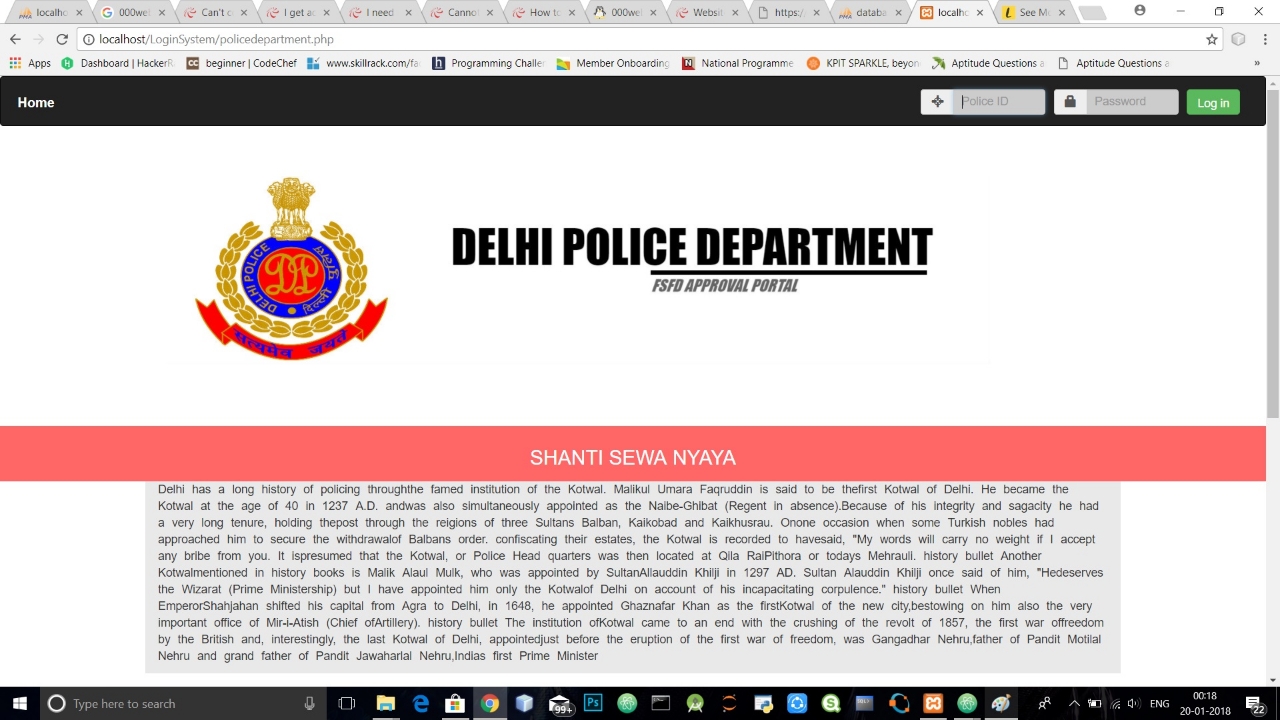 localho
000web
Can't c
I get a
I need
Canno
How to
000wel
Websit
https:/
databa
localho
See Mo
localhost/LoginSystem/policedepartment.php
Apps
Dashboard | HackerR
beginner | CodeChef
www.skillrack.com/fa
Programming Challen
Member Onboarding
National Programme
KPIT SPARKLE, beyon
Aptitude Questions a
Aptitude Questions a
»
Home
Police ID
Password
Log in
DELHI POLICE
दिल्ली
सत्यमेव जयते
DELHI POLICE DEPARTMENT
FSFD APPROVAL PORTAL
SHANTI SEWA NYAYA
Delhi has a long history of policing throughthe famed institution of the Kotwal. Malikul Umara Faqruddin is said to be thefirst Kotwal of Delhi. He became the
Kotwal at the age of 40 in 1237 A.D. andwas also simultaneously appointed as the Naibe-Ghibat (Regent in absence).Because of his integrity and sagacity he had
a very long tenure, holding thepost through the reigions of three Sultans Balban, Kaikobad and Kaikhusrau. Onone occasion when some Turkish nobles had
approached him to secure the withdrawalof Balbans order. confiscating their estates, the Kotwal is recorded to havesaid, "My words will carry no weight if I accept
any bribe from you. It ispresumed that the Kotwal, or Police Head quarters was then located at Qila RaiPithora or todays Mehrauli. history bullet Another
Kotwalmentioned in history books is Malik Alaul Mulk, who was appointed by SultanAllauddin Khilji in 1297 AD. Sultan Alauddin Khilji once said of him, "Hedeserves
the Wizarat (Prime Ministership) but I have appointed him only the Kotwalof Delhi on account of his incapacitating corpulence." history bullet When
EmperorShahjahan shifted his capital from Agra to Delhi, in 1648, he appointed Ghaznafar Khan as the firstKotwal of the new city,bestowing on him also the very
important office of Mir-i-Atish (Chief ofArtillery). history bullet The institution ofKotwal came to an end with the crushing of the revolt of 1857, the first war offreedom
by the British and, interestingly, the last Kotwal of Delhi, appointedjust before the eruption of the first war of freedom, was Gangadhar Nehru,father of Pandit Motilal
Nehru and grand father of Pandit Jawaharlal Nehru,Indias first Prime Minister
Type here to search
99+
Ps
ENG
00:18
20-01-2018
22